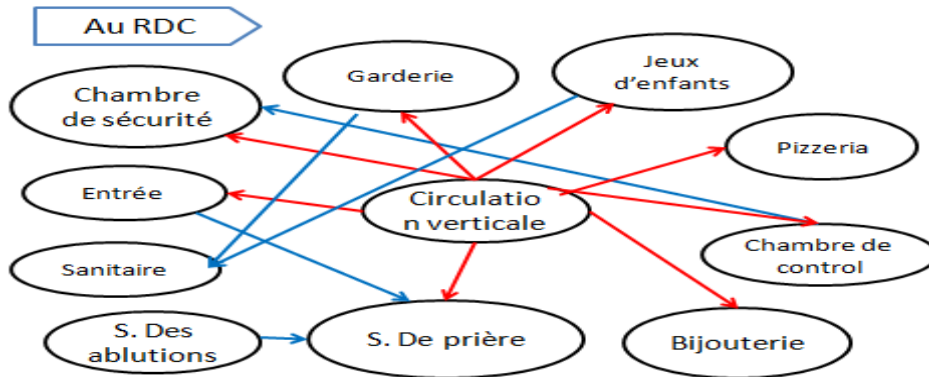 Au RDC
Garderie
Jeux
d'enfants
Chambre
de sécurité
Pizzeria
Entrée
Circulatio
n verticale
Chambre de
control
Sanitaire
S. Des
ablutions
S. De prière
Bijouterie